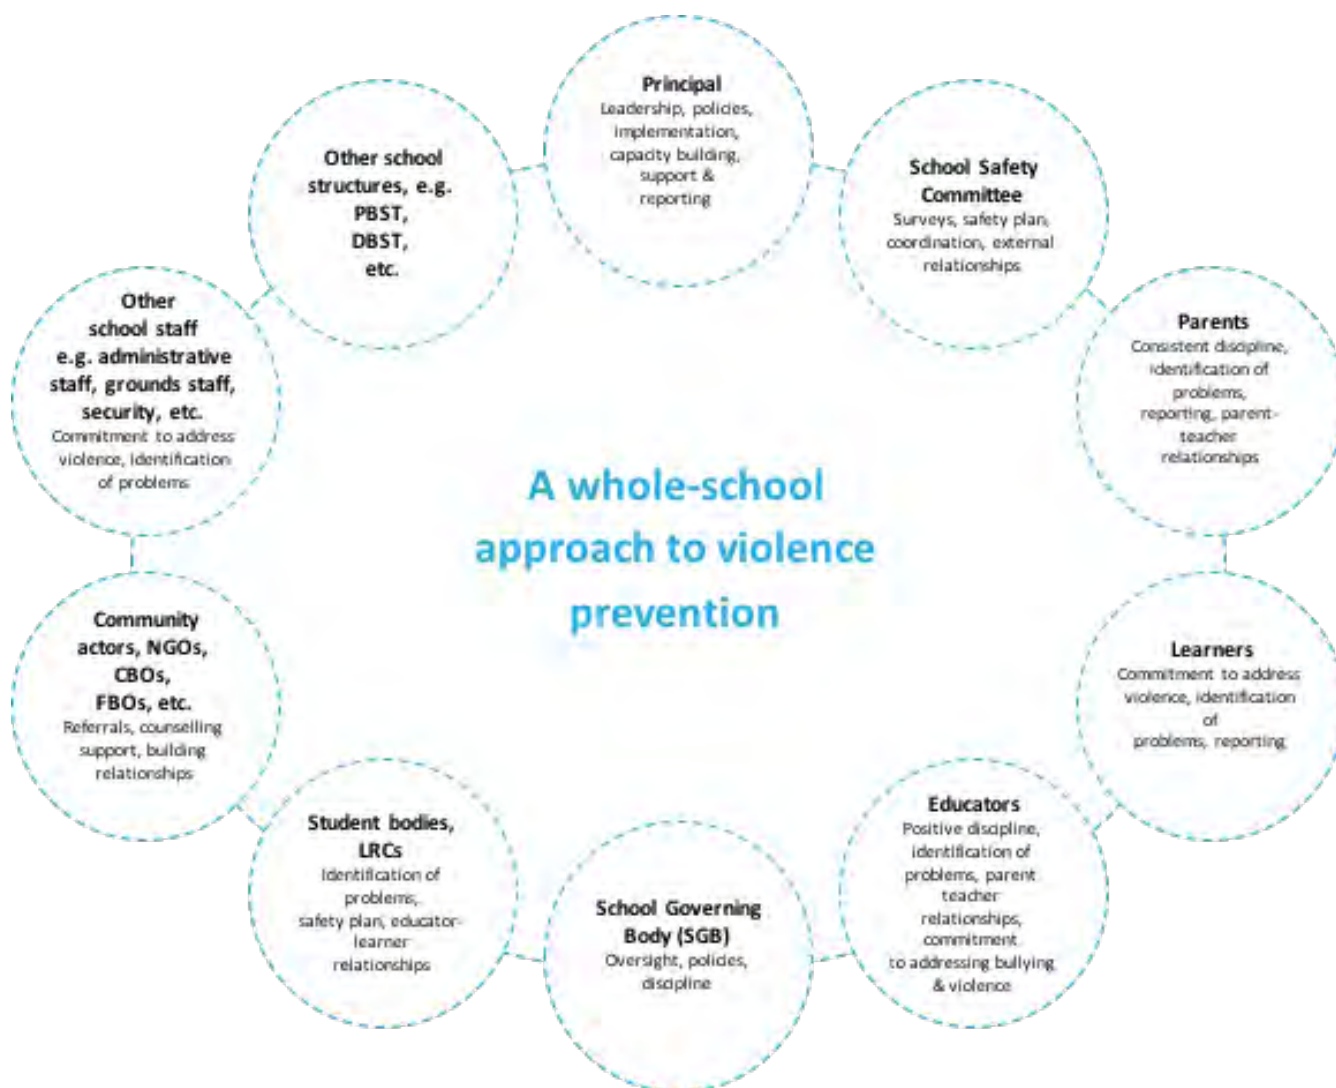 Principal
Leadership, policies,
implementation,
capacity building,
support &
reporting
School Safety
Committee
Surveys, safety plan,
coordination, external
relationships
Parents
Consistent discipline,
identification of
problems,
reporting, parent-
teacher
relationships
Learners
Commitment to address
violence, identification
of
problems, reporting
Educators
Positive discipline,
identification of
problems, parent
teacher
relationships,
commitment
to addressing bullying
& violence
School Governing
Body (SGB)
Oversight, policies,
discipline
Student bodies,
LRCs
Identification of
problems,
safety plan, educator-
learner
relationships
Community
actors, NGOs,
CBOs,
FBOs, etc.
Referrals, counselling
support, building
relationships
Other
school staff
e.g. administrative
staff, grounds staff,
security, etc.
Commitment to address
violence, identification
of problems
Other school
structures, e.g.
PBST,
DBST,
etc.
A whole-school
approach to violence
prevention